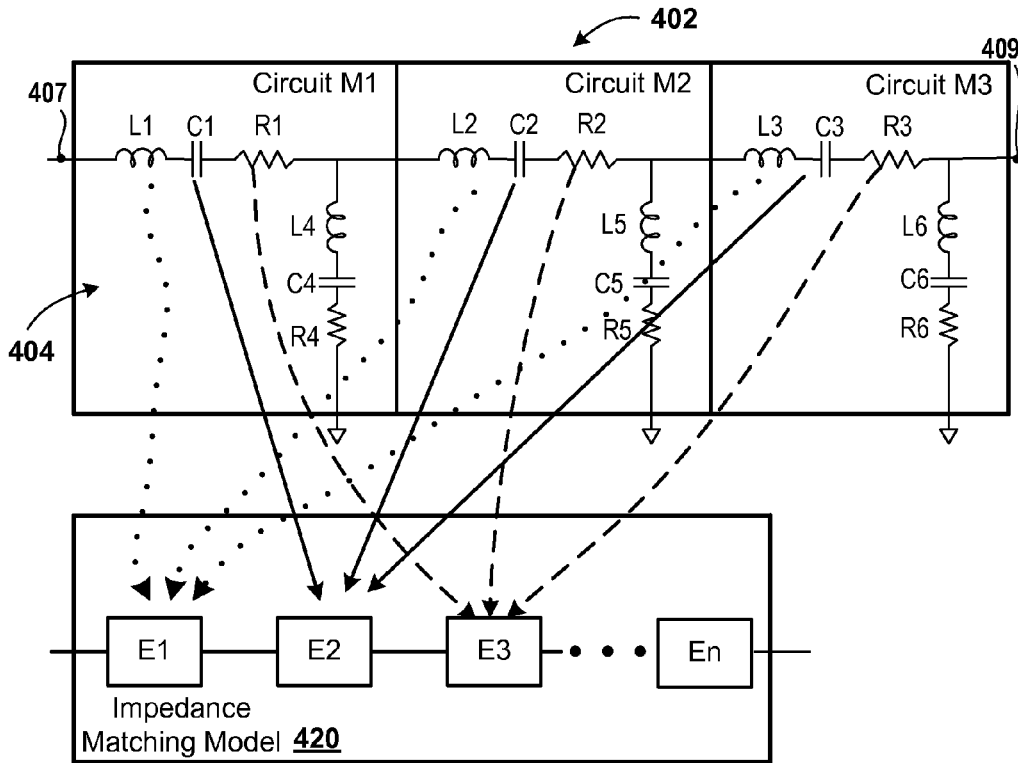 402
409
407
Circuit M1
Circuit M2
Circuit M3
L1 C1 R1
L2 C2 R2
L3 C3 R3
L4
L5
L6
C4
C5
C6
R4
R5
R6
404
E1
E2
E3
En
Impedance
Matching Model 420